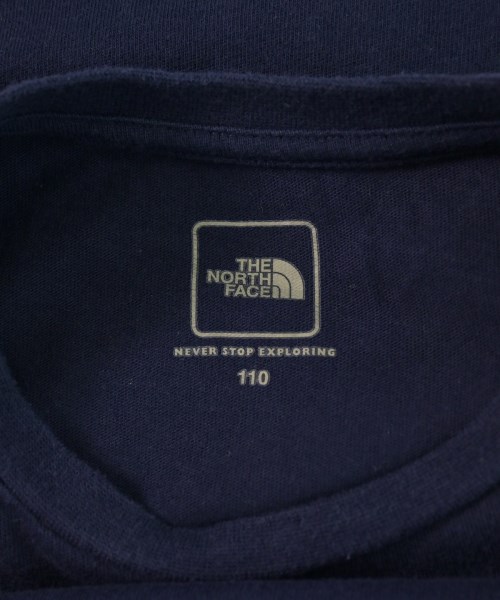 THE
NORTH
FACE
NEVER STOP EXPLORING
110